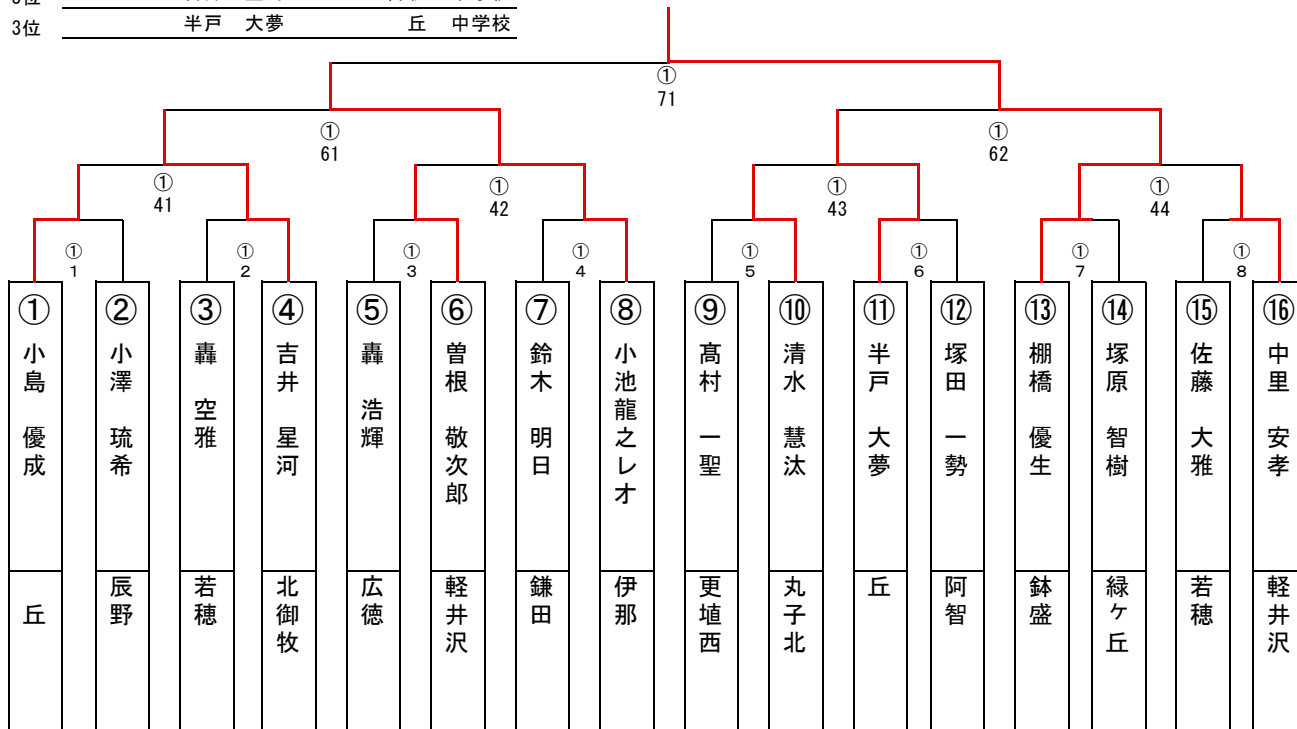 3位 半戸 大夢 丘 中学校
①
71
①
61
①
62
①
41
①
42
①
43
①
44
①
1
①
2
①
3
①
4
①
5
①
6
①
7
①
8
① 小島 優成 丘
② 小澤 琉希 辰野
③ 轟 空雅 若穂
④ 吉井 星河 北御牧
⑤ 轟 浩輝 広徳
⑥ 曽根 敬次郎 軽井沢
⑦ 鈴木 明日 鎌田
⑧ 小池龍之レオ 伊那
⑨ 髙村 一聖 更埴西
⑩ 清水 慧汰 丸子北
⑪ 半戸 大夢 丘
⑫ 塚田 一勢 阿智
⑬ 棚橋 優生 鉢盛
⑭ 塚原 智樹 緑ケ丘
⑮ 佐藤 大雅 若穂
⑯ 中里 安孝 軽井沢